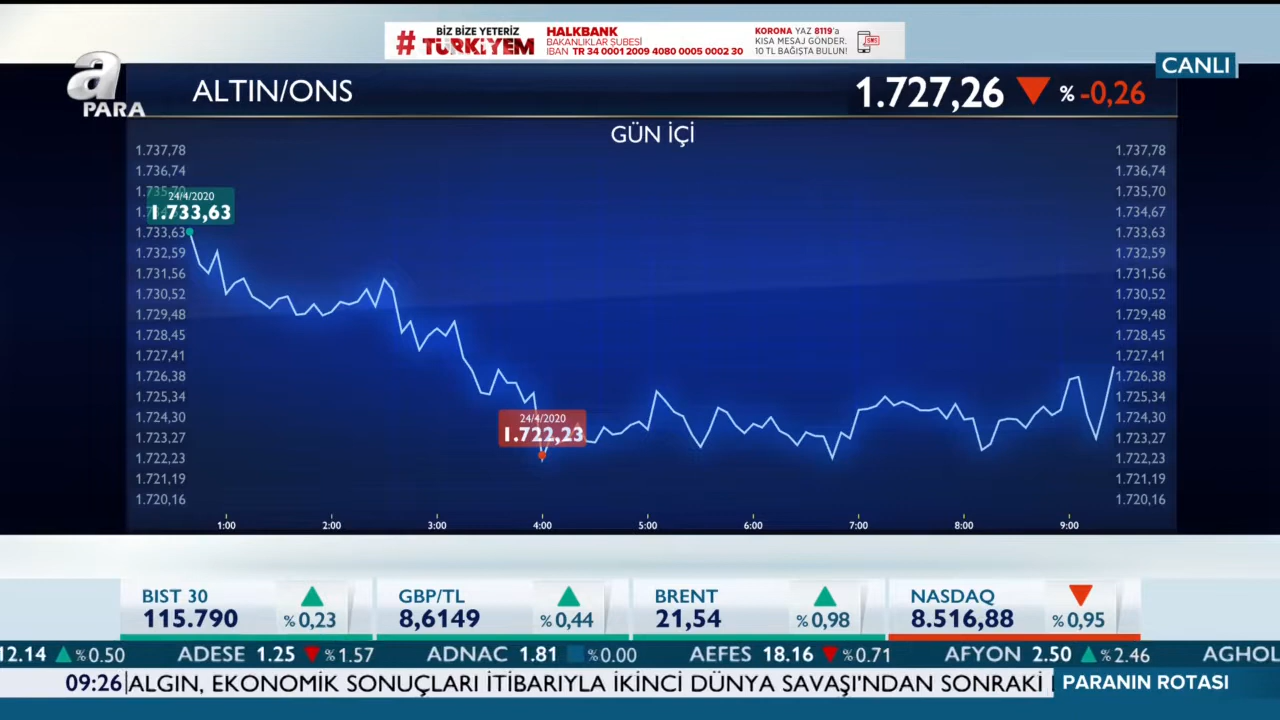 BİZ BİZE YETERİZ
# TÜRKİYEM
HALKBANK
BAKANLIKLAR ŞUBESİ
IBAN TR 34 0001 2009 4080 0005 0002 30
KORONA YAZ 8119'a
KISA MESAJ GÖNDER,
10 TL BAĞIŞTA BULUN!
SMS
CANLI
a
PARA
ALTIN/ONS
1.727,26
% -0,26
GÜN İÇİ
1.737,78
1.736,74
1.735,70
1.733,63
1.732,59
1.731,56
1.730,52
1.729,48
1.728,45
1.727,41
1.726,38
1.725,34
1.724,30
1.723,27
1.722,23
1.721,19
1.720,16
24/4/2020
1.733,63
24/4/2020
1.722,23
1.737,78
1.736,74
1.735,70
1.734,67
1.733,63
1.732,59
1.731,56
1.730,52
1.729,48
1.728,45
1.727,41
1.726,38
1.725,34
1.724,30
1.723,27
1.722,23
1.721,19
1.720,16
1:00 2:00 3:00 4:00 5:00 6:00 7:00 8:00 9:00
BIST 30
115.790
%0,23
GBP/TL
8,6149
%0,44
BRENT
21,54
%0,98
NASDAQ
8.516,88
%0,95
12.14 %0.50 ADESE 1.25 %1.57 ADNAC 1.81 %0.00 AEFES 18.16 %0.71 AFYON 2.50 %2.46 AGHOL
09:26 ALGIN, EKONOMİK SONUÇLARI İTİBARIYLA İKİNCİ DÜNYA SAVAŞI'NDAN SONRAKİ
PARANIN ROTASI